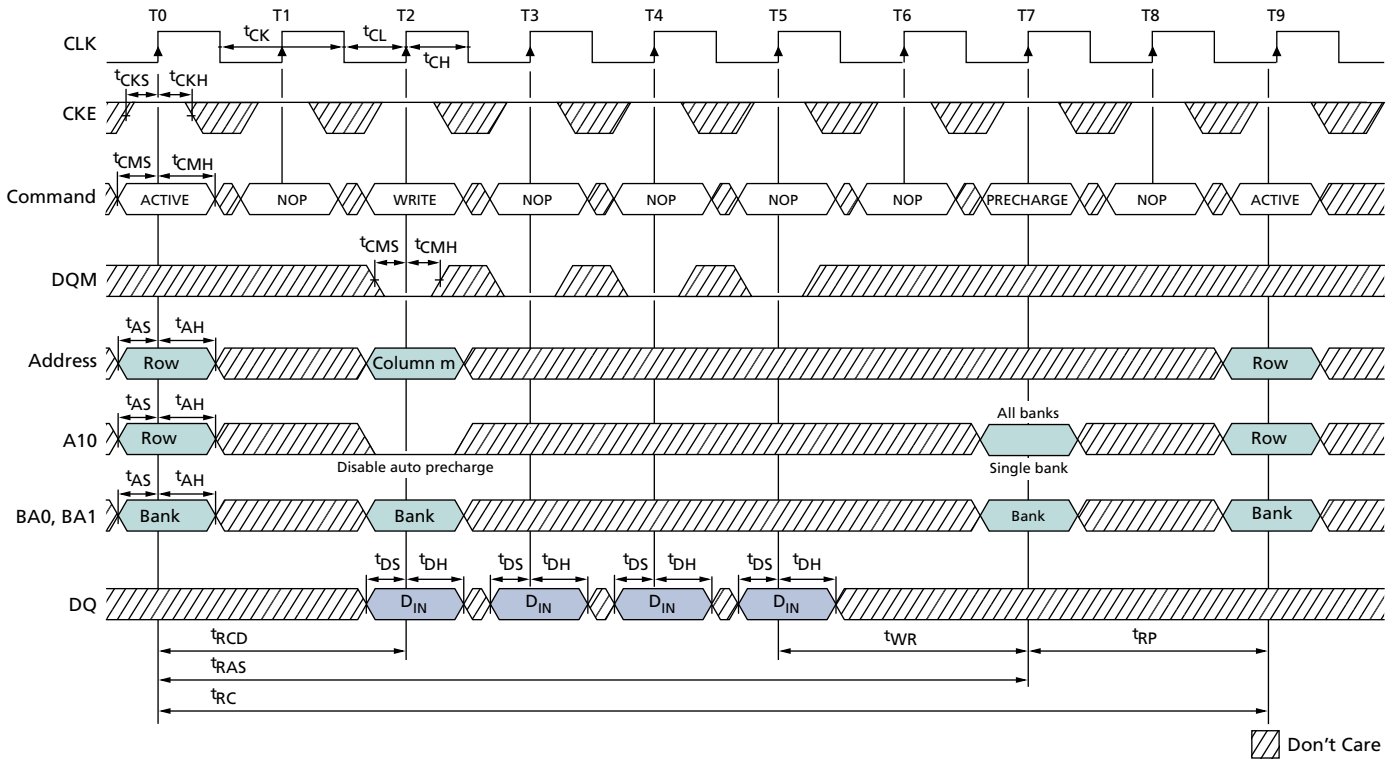 T0 T1 T2 T3 T4 T5 T6 T7 T8 T9
CLK tCK tCL tCH
tCKS tCKH
CKE
tCMS tCMH
Command ACTIVE NOP WRITE NOP NOP NOP NOP PRECHARGE NOP ACTIVE
tCMS tCMH
DQM
tAS tAH
Address Row Column m Row
tAS tAH All banks
A10 Row Row
Disable auto precharge Single bank
tAS tAH
BA0, BA1 Bank Bank Bank Bank
tDS tDH tDS tDH tDS tDH tDS tDH
DQ DIN DIN DIN DIN
tRCD tWR tRP
tRAS
tRC
Don't Care